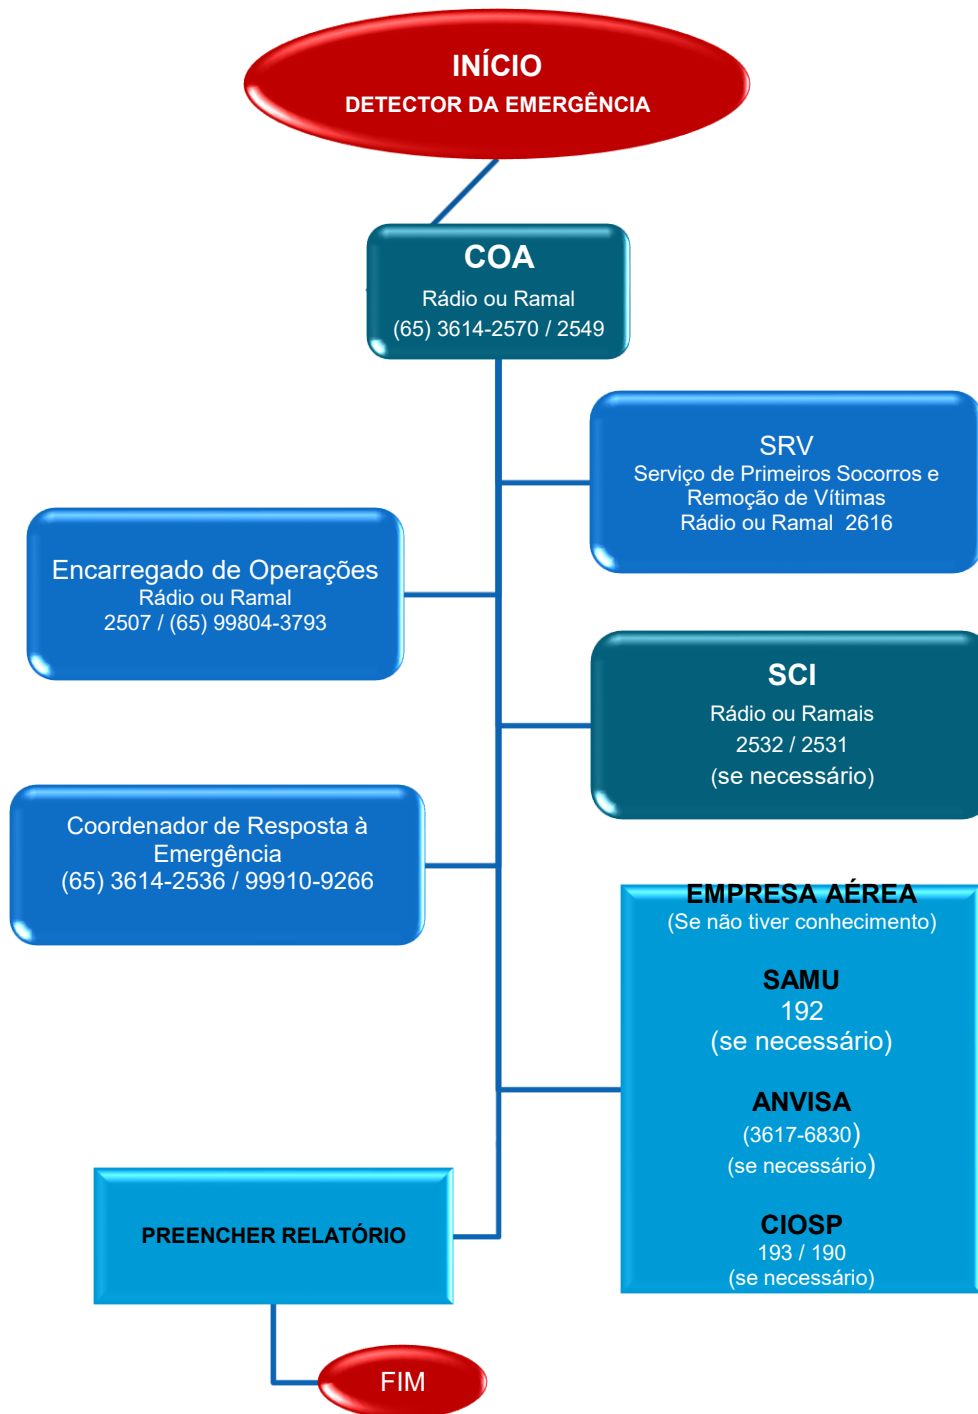 INÍCIO
DETECTOR DA EMERGÊNCIA
COA
Rádio ou Ramal
(65) 3614-2570 / 2549
SRV
Serviço de Primeiros Socorros e
Remoção de Vítimas
Rádio ou Ramal 2616
Encarregado de Operações
Rádio ou Ramal
2507 / (65) 99804-3793
SCI
Rádio ou Ramais
2532 / 2531
(se necessário)
Coordenador de Resposta à
Emergência
(65) 3614-2536 / 99910-9266
EMPRESA AÉREA
(Se não tiver conhecimento)
SAMU
192
(se necessário)
ANVISA
(3617-6830)
(se necessário)
CIOSP
193 / 190
(se necessário)
PREENCHER RELATÓRIO
FIM